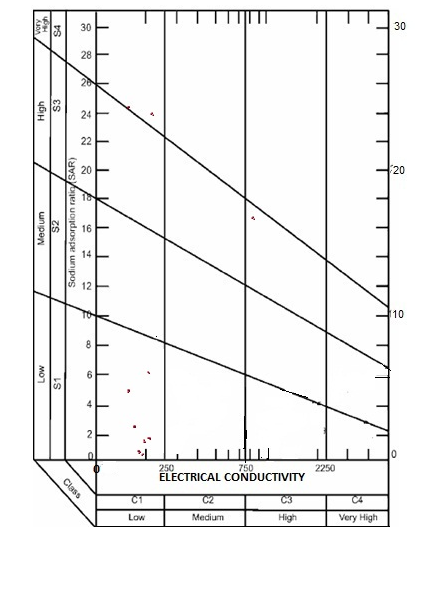 30
30
28
26
24
22
20
20
18
16
14
12
10
110
8
6
4
2
0
0
Very High
S4
High
S3
Medium
S2
Low
S1
Sodium adsorption ratio (SAR)
Class
0
250
750
2250
ELECTRICAL CONDUCTIVITY
C1
C2
C3
C4
Low
Medium
High
Very High